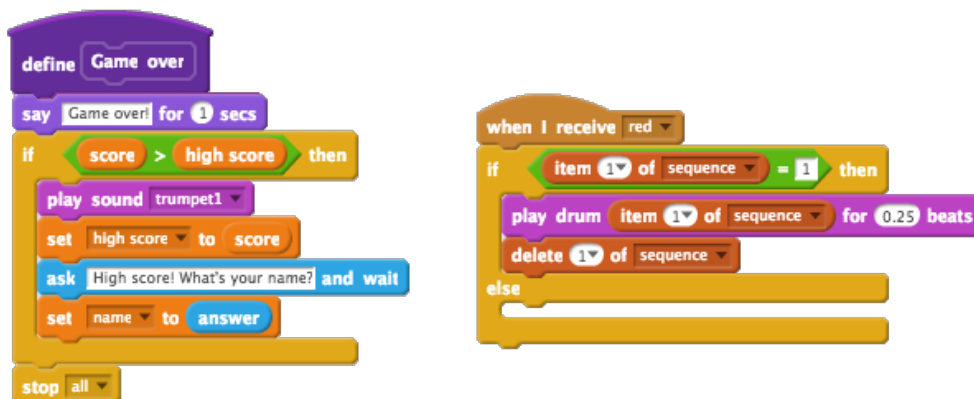 define Game over
say Game over! for 1 secs
if score > high score then
play sound trumpet1
set high score to score
ask High score! What's your name? and wait
set name to answer
stop all
when I receive red
if item 1 of sequence = 1 then
play drum item 1 of sequence for 0.25 beats
delete 1 of sequence
else